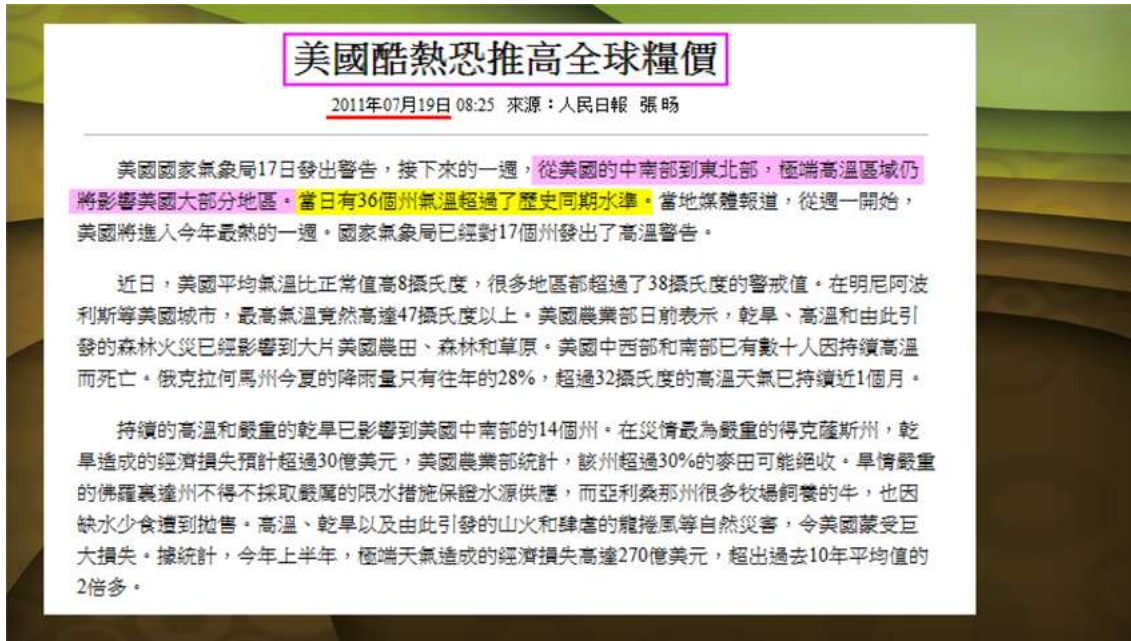 美國酷熱恐推高全球糧價
2011年07月19日 08:25 來源：人民日報 張旸
美國國家氣象局17日發出警告，接下來的一週，從美國的中南部到東北部，極端高溫區域仍
將影響美國大部分地區。當日有36個州氣溫超過了歷史同期水準。當地媒體報道，從週一開始，
美國將進入今年最熱的一週。國家氣象局已經對17個州發出了高溫警告。
近日，美國平均氣溫比正常值高8攝氏度，很多地區都超過了38攝氏度的警戒值。在明尼阿波
利斯等美國城市，最高氣溫竟然高達47攝氏度以上。美國農業部日前表示，乾旱、高溫和由此引
發的森林火災已經影響到大片美國農田、森林和草原。美國中西部和南部已有數十人因持續高溫
而死亡。俄克拉何馬州今夏的降雨量只有往年的28%，超過32攝氏度的高溫天氣已持續近1個月。
持續的高溫和嚴重的乾旱已影響到美國中南部的14個州。在災情最為嚴重的得克薩斯州，乾
旱造成的經濟損失預計超過30億美元，美國農業部統計，該州超過30%的麥田可能絕收。旱情嚴重
的佛羅裏達州不得不採取嚴厲的限水措施保證水源供應，而亞利桑那州很多牧場飼養的牛，也因
缺水少食遭到拋售。高溫、乾旱以及由此引發的山火和肆虐的龍捲風等自然災害，令美國蒙受巨
大損失。據統計，今年上半年，極端天氣造成的經濟損失高達270億美元，超出過去10年平均值的
2倍多。